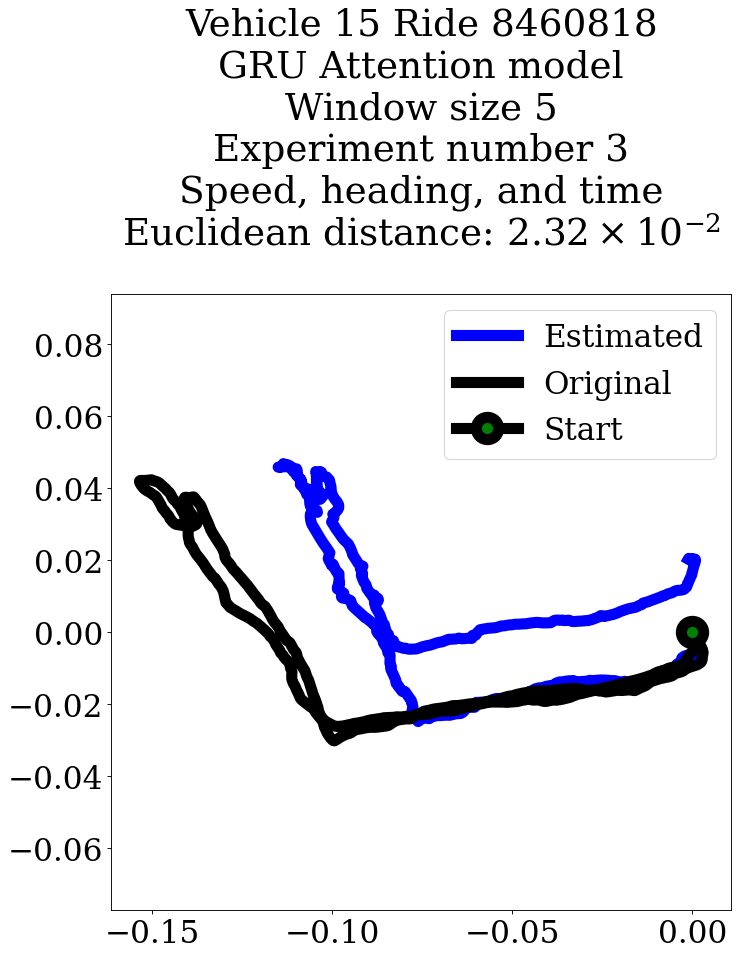 Vehicle 15 Ride 8460818
GRU Attention model
Window size 5
Experiment number 3
Speed, heading, and time
Euclidean distance: 2.32 × 10⁻²
Estimated
Original
Start
0.08
0.06
0.04
0.02
0.00
−0.02
−0.04
−0.06
−0.15 −0.10 −0.05 0.00